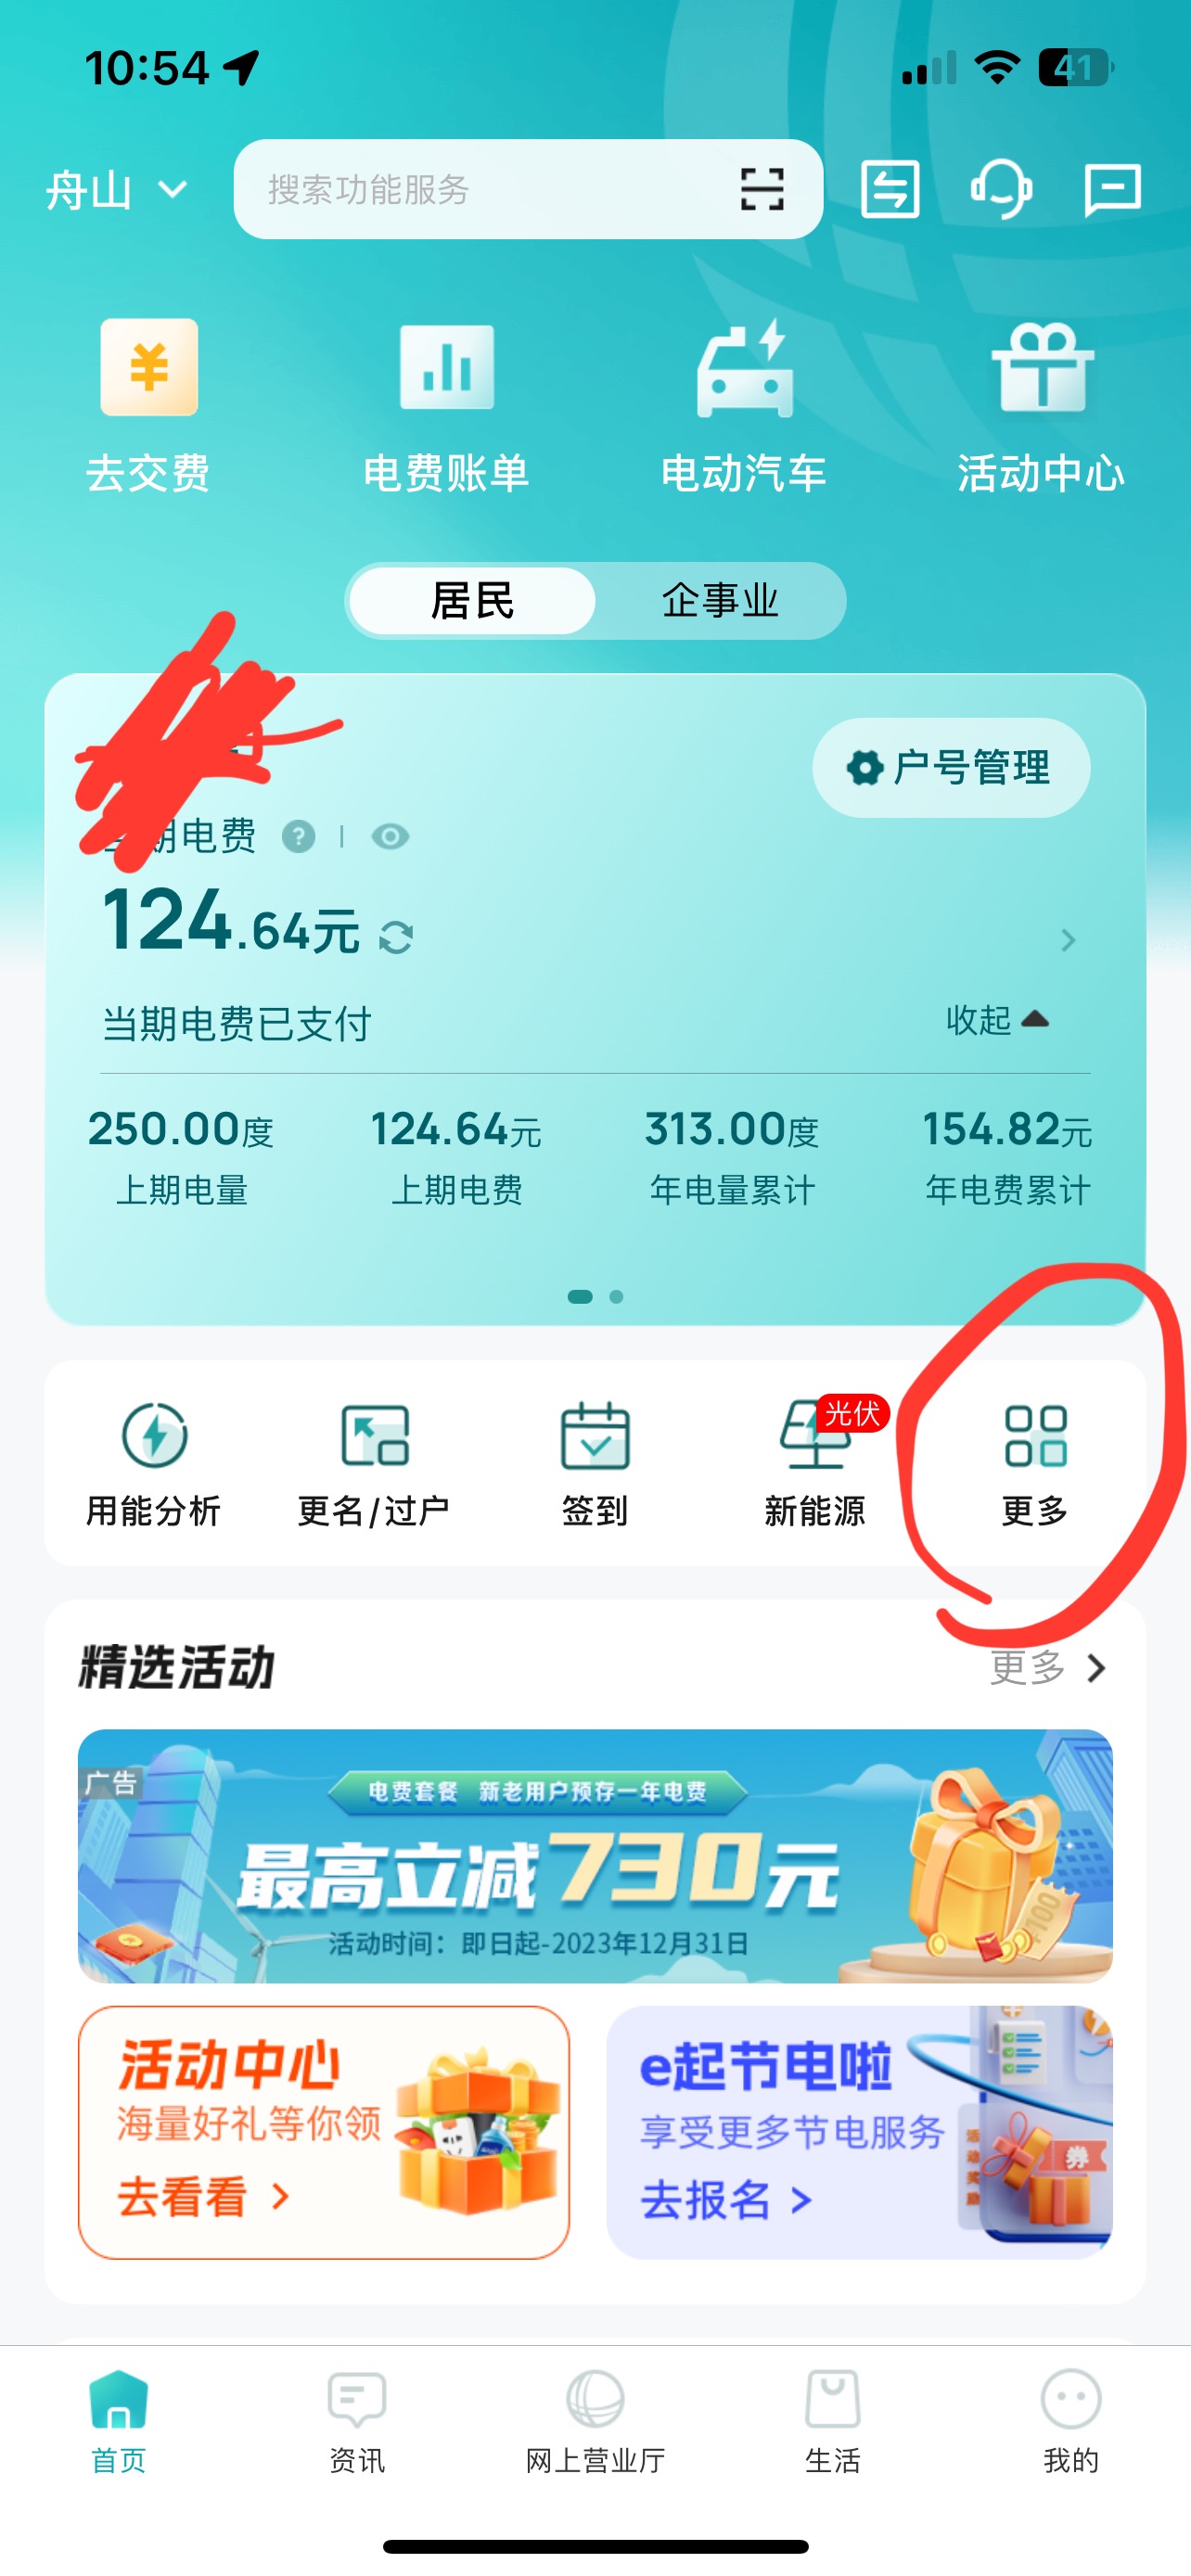 10:54
41
舟山
搜索功能服务
去交费
电费账单
电动汽车
活动中心
居民
企事业
户号管理
期电费
124.64元
当期电费已支付
收起
250.00度
124.64元
313.00度
154.82元
上期电量
上期电费
年电量累计
年电费累计
光伏
用能分析
更名/过户
签到
新能源
更多
精选活动
更多
广告
电费套餐 新老用户预存一年电费
最高立减730元
活动时间：即日起-2023年12月31日
100
活动中心
海量好礼等你领
去看看 >
e起节电啦
享受更多节电服务
去报名 >
活动奖励
券
首页
资讯
网上营业厅
生活
我的